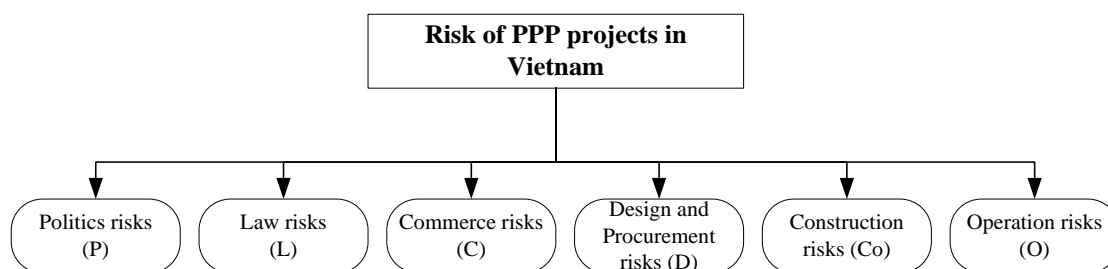 Risk of PPP projects in
Vietnam
Politics risks
(P)
Law risks
(L)
Commerce risks
(C)
Design and
Procurement
risks (D)
Construction
risks (Co)
Operation risks
(O)